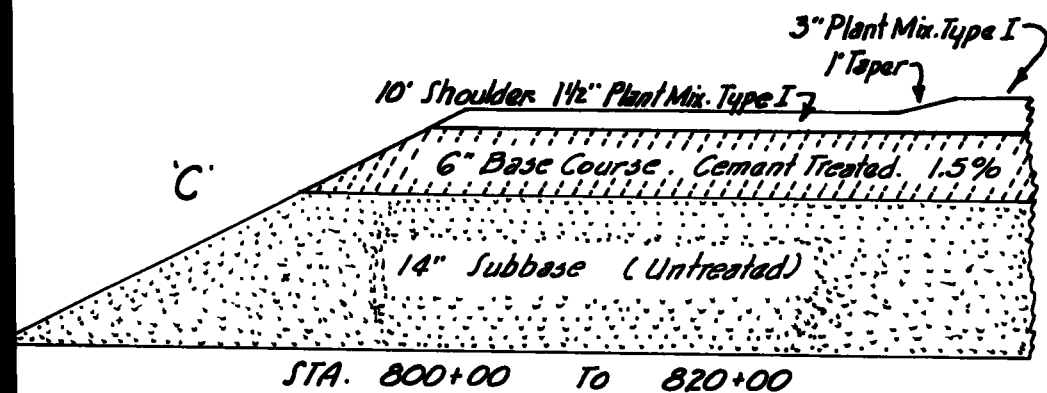 3" Plant Mix. Type I
1' Taper
10' Shoulder 1½" Plant Mix. Type I
'C'
6" Base Course. Cement Treated. 1.5%
14" Subbase (Untreated)
STA. 800+00 To 820+00